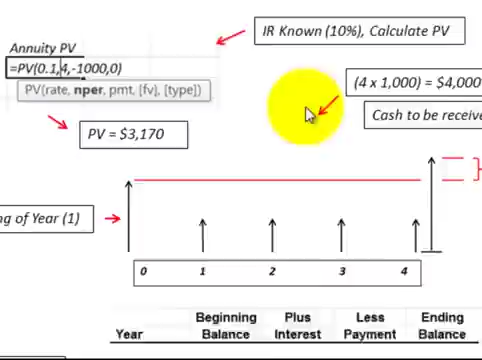 IR Known (10%), Calculate PV
Annuity PV
=PV(0.1,4,-1000,0)
PV(rate, nper, pmt, [fv], [type])
(4 x 1,000) = $4,000
Cash to be receive
PV = $3,170
ng of Year (1)
0 1 2 3 4
Beginning Plus Less Ending
Year Balance Interest Payment Balance